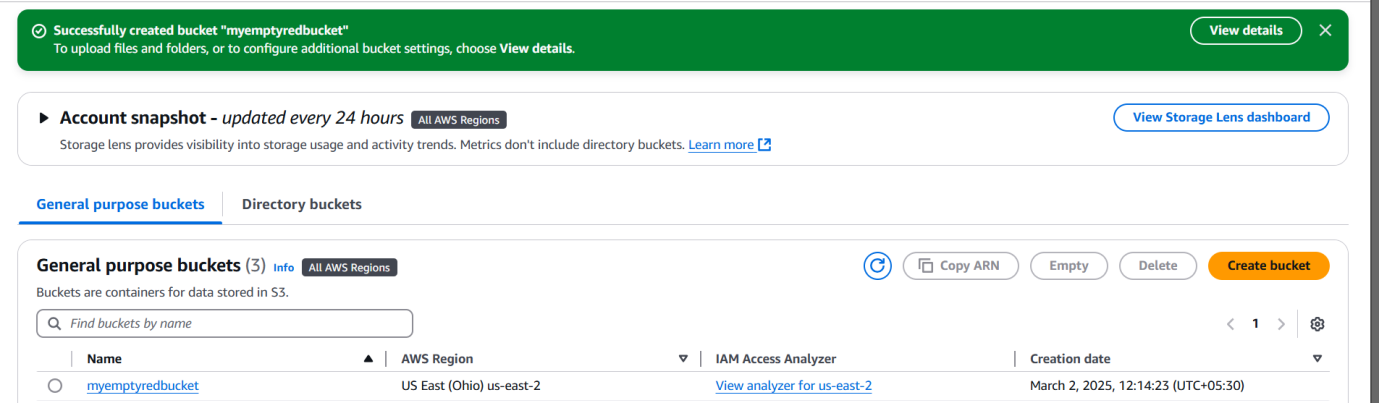 Successfully created bucket "myemptyredbucket"
To upload files and folders, or to configure additional bucket settings, choose View details.
View details
Account snapshot - updated every 24 hours All AWS Regions
View Storage Lens dashboard
Storage lens provides visibility into storage usage and activity trends. Metrics don't include directory buckets. Learn more
General purpose buckets Directory buckets
General purpose buckets (3) Info All AWS Regions
Copy ARN Empty Delete Create bucket
Buckets are containers for data stored in S3.
Find buckets by name
1
Name AWS Region IAM Access Analyzer Creation date
myemptyredbucket US East (Ohio) us-east-2 View analyzer for us-east-2 March 2, 2025, 12:14:23 (UTC+05:30)